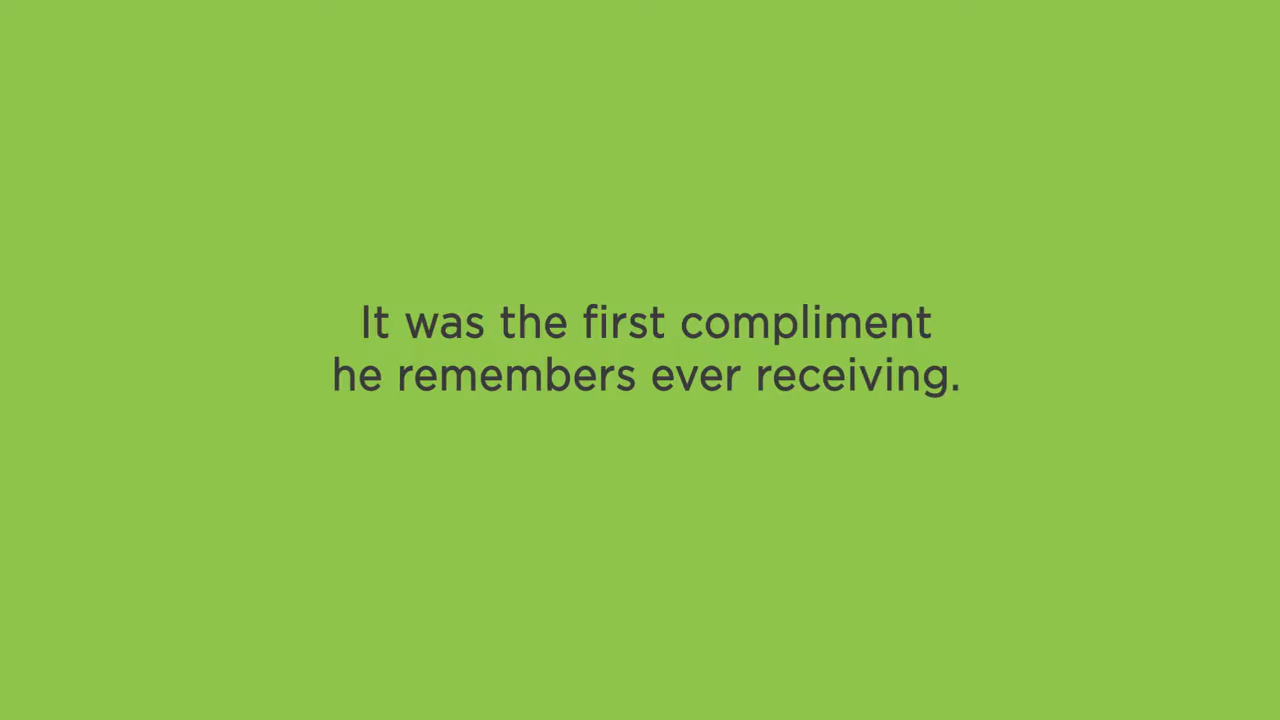 It was the first compliment
he remembers ever receiving.